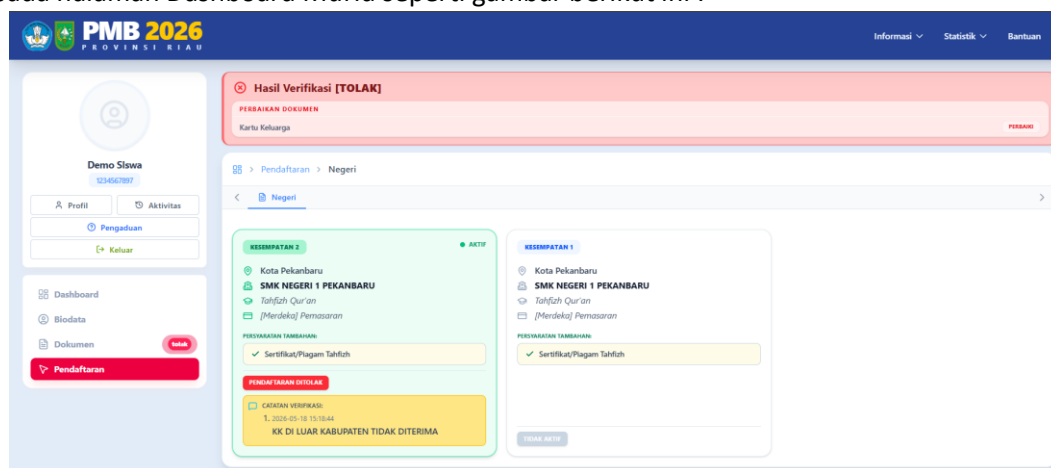 PMB 2026
PROVINSI RIAU
Informasi
Statistik
Bantuan
Demo SIswa
1234567897
Profil
Aktivitas
Pengaduan
Keluar
Dashboard
Biodata
Dokumen
tolak
Pendaftaran
Hasil Verifikasi [TOLAK]
PERBAIKAN DOKUMEN
Kartu Keluarga
PERBAIKI
> Pendaftaran > Negeri
Negeri
KESEMPATAN 2
AKTIF
Kota Pekanbaru
SMK NEGERI 1 PEKANBARU
Tahfizh Qur'an
[Merdeka] Pemasaran
PERSYARATAN TAMBAHAN:
Sertifikat/Piagam Tahfizh
PENDAFTARAN DITOLAK
CATATAN VERIFIKASI:
1. 2026-05-18 15:18:44
KK DI LUAR KABUPATEN TIDAK DITERIMA
KESEMPATAN 1
Kota Pekanbaru
SMK NEGERI 1 PEKANBARU
Tahfizh Qur'an
[Merdeka] Pemasaran
PERSYARATAN TAMBAHAN:
Sertifikat/Piagam Tahfizh
TIDAK AKTIF